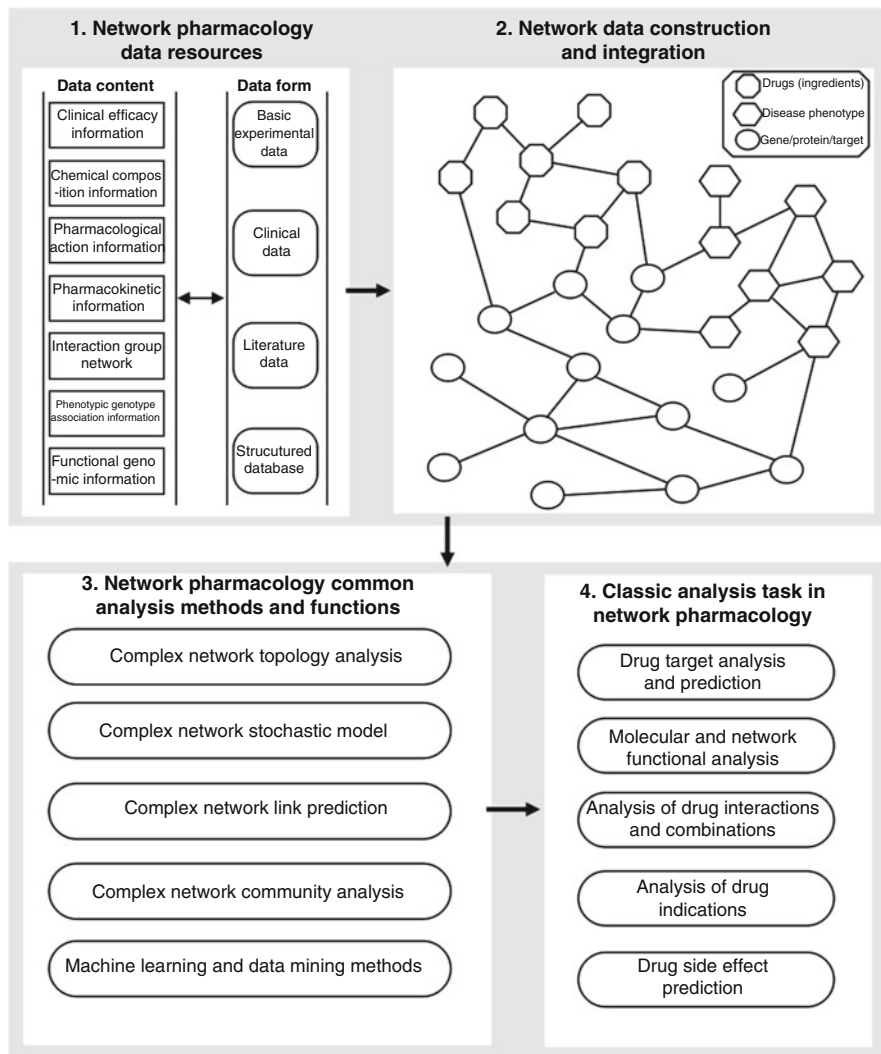 1. Network pharmacology
data resources
Data content
Clinical efficacy
information
Chemical compos
-ition information
Pharmacological
action information
Pharmacokinetic
information
Interaction group
network
Phenotypic genotype
association information
Functional geno
-mic information
Data form
Basic
experimental
data
Clinical
data
Literature
data
Strucutured
database
2. Network data construction
and integration
Drugs (ingredients)
Disease phenotype
Gene/protein/target
3. Network pharmacology common
analysis methods and functions
Complex network topology analysis
Complex network stochastic model
Complex network link prediction
Complex network community analysis
Machine learning and data mining methods
4. Classic analysis task in
network pharmacology
Drug target analysis
and prediction
Molecular and network
functional analysis
Analysis of drug interactions
and combinations
Analysis of drug
indications
Drug side effect
prediction